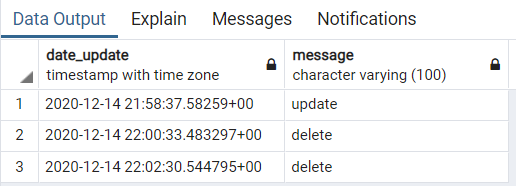 Data Output Explain Messages Notifications
date_update message
timestamp with time zone character varying (100)
1 2020-12-14 21:58:37.58259+00 update
2 2020-12-14 22:00:33.483297+00 delete
3 2020-12-14 22:02:30.544795+00 delete